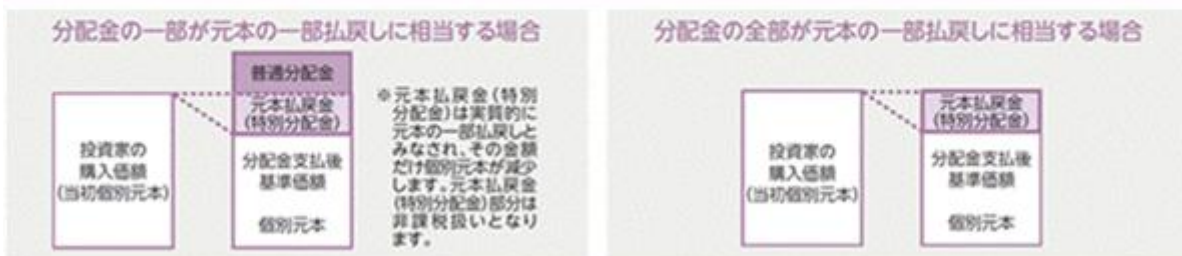 分配金の一部が元本の一部払戻しに相当する場合
普通分配金
元本払戻金
(特別分配金)
投資家の
購入価額
(当初個別元本)
分配金支払後
基準価額
個別元本
※元本払戻金(特別
分配金)は実質的に
元本の一部払戻しと
みなされ、その金額
だけ個別元本が減少
します。元本払戻金
(特別分配金)部分は
非課税扱いとなり
ます。
分配金の全部が元本の一部払戻しに相当する場合
元本払戻金
(特別分配金)
投資家の
購入価額
(当初個別元本)
分配金支払後
基準価額
個別元本